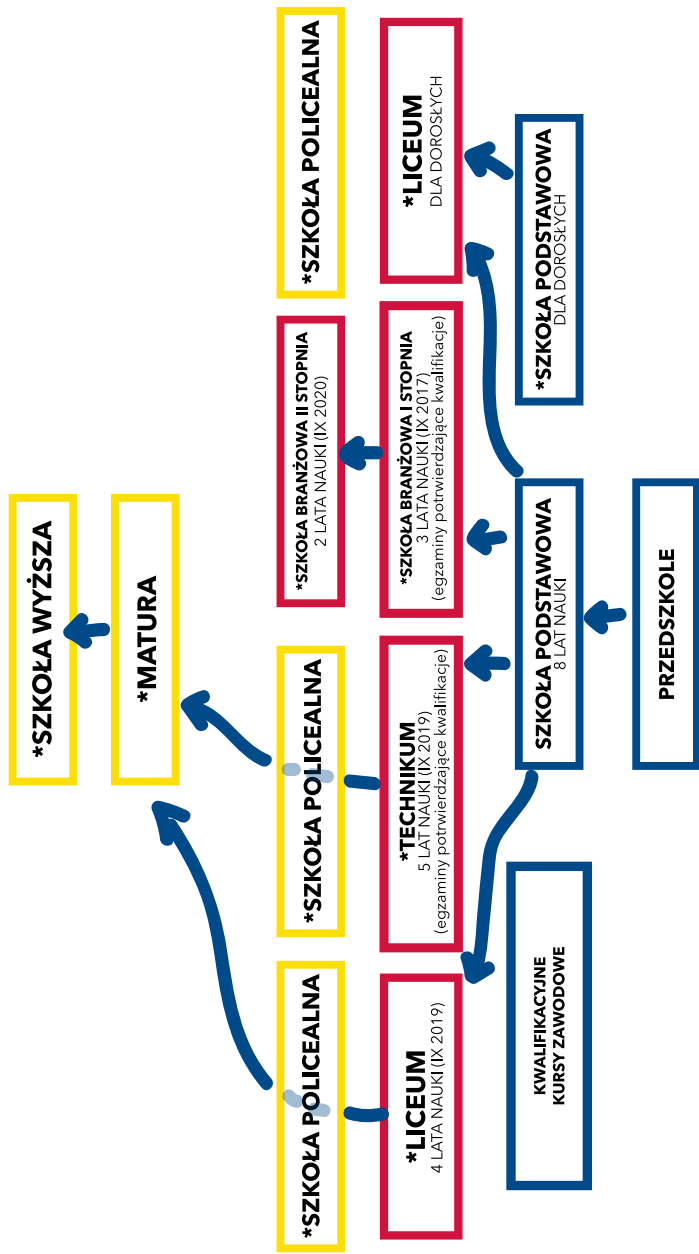 *SZKOŁA WYŻSZA
*MATURA
*SZKOŁA POLICEALNA
*SZKOŁA POLICEALNA
*SZKOŁA BRANŻOWA II STOPNIA
2 LATA NAUKI (IX 2020)
*SZKOŁA POLICEALNA
*LICEUM
4 LATA NAUKI (IX 2019)
*TECHNIKUM
5 LAT NAUKI (IX 2019)
(egzaminy potrwierdzające kwalifikacje)
*SZKOŁA BRANŻOWA I STOPNIA
3 LATA NAUKI (IX 2017)
(egzaminy potrwierdzające kwalifikacje)
*LICEUM
DLA DOROSŁYCH
KWALIFIKACYJNE
KURSY ZAWODOWE
SZKOŁA PODSTAWOWA
8 LAT NAUKI
*SZKOŁA PODSTAWOWA
DLA DOROSŁYCH
PRZEDSZKOLE